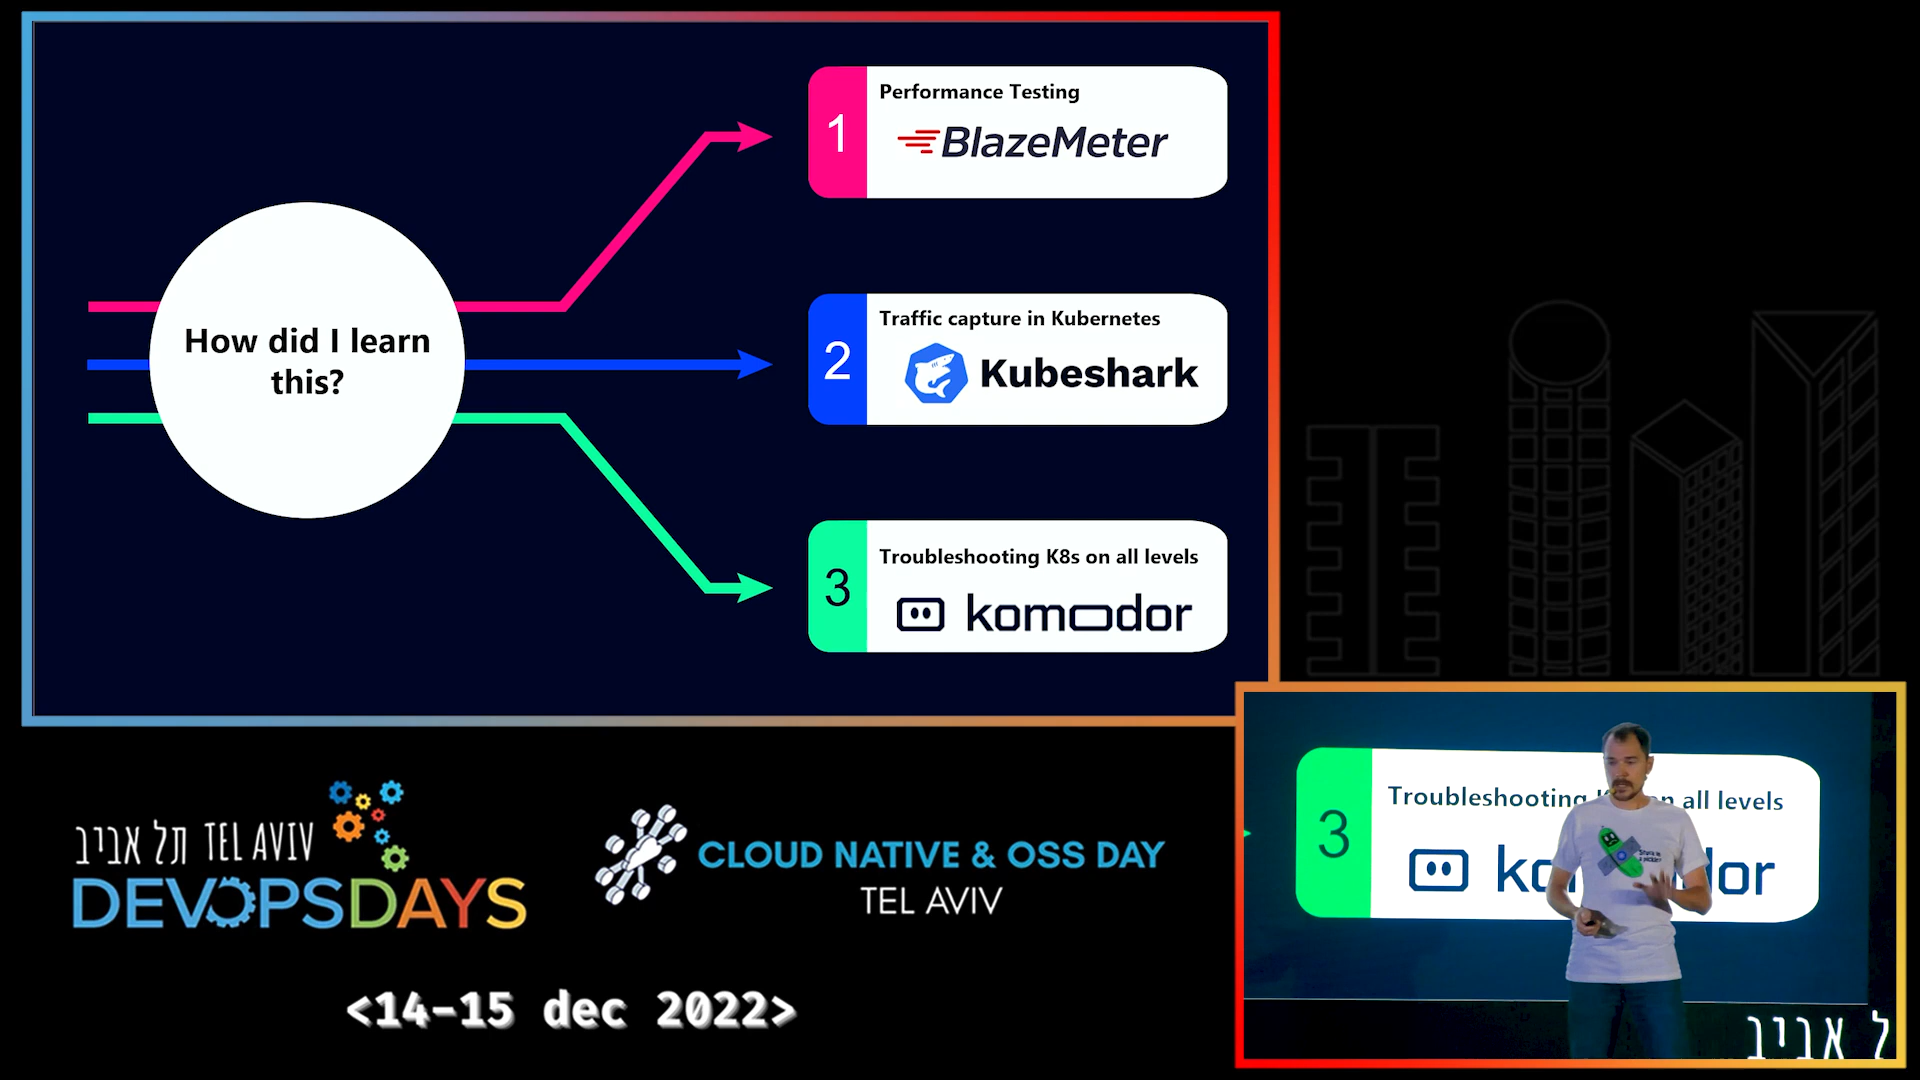 How did I learn
this?
1
Performance Testing
BlazeMeter
2
Traffic capture in Kubernetes
Kubeshark
3
Troubleshooting K8s on all levels
komodor
תל אביב TEL AVIV
DEVOPSDAYS
CLOUD NATIVE & OSS DAY
TEL AVIV
<14-15 dec 2022>
3
Troubleshooting n all levels
ko dor
ל אביב